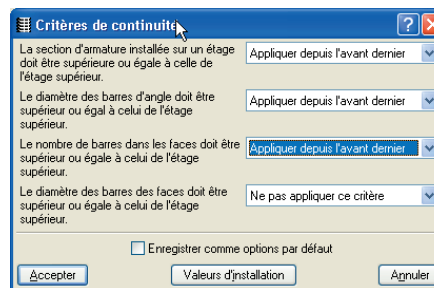 Critères de continuité
La section d'armature installée sur un étage
doit être supérieure ou égale à celle de
l'étage supérieur.
Appliquer depuis l'avant dernier
Le diamètre des barres d'angle doit être
supérieur ou égal à celui de l'étage
supérieur.
Appliquer depuis l'avant dernier
Le nombre de barres dans les faces doit être
supérieur ou égale à celui de l'étage
supérieur.
Appliquer depuis l'avant dernier
Le diamètre des barres des faces doit être
supérieur ou égale à celui de l'étage
supérieur.
Ne pas appliquer ce critère
Enregistrer comme options par défaut
Accepter
Valeurs d'installation
Annuler